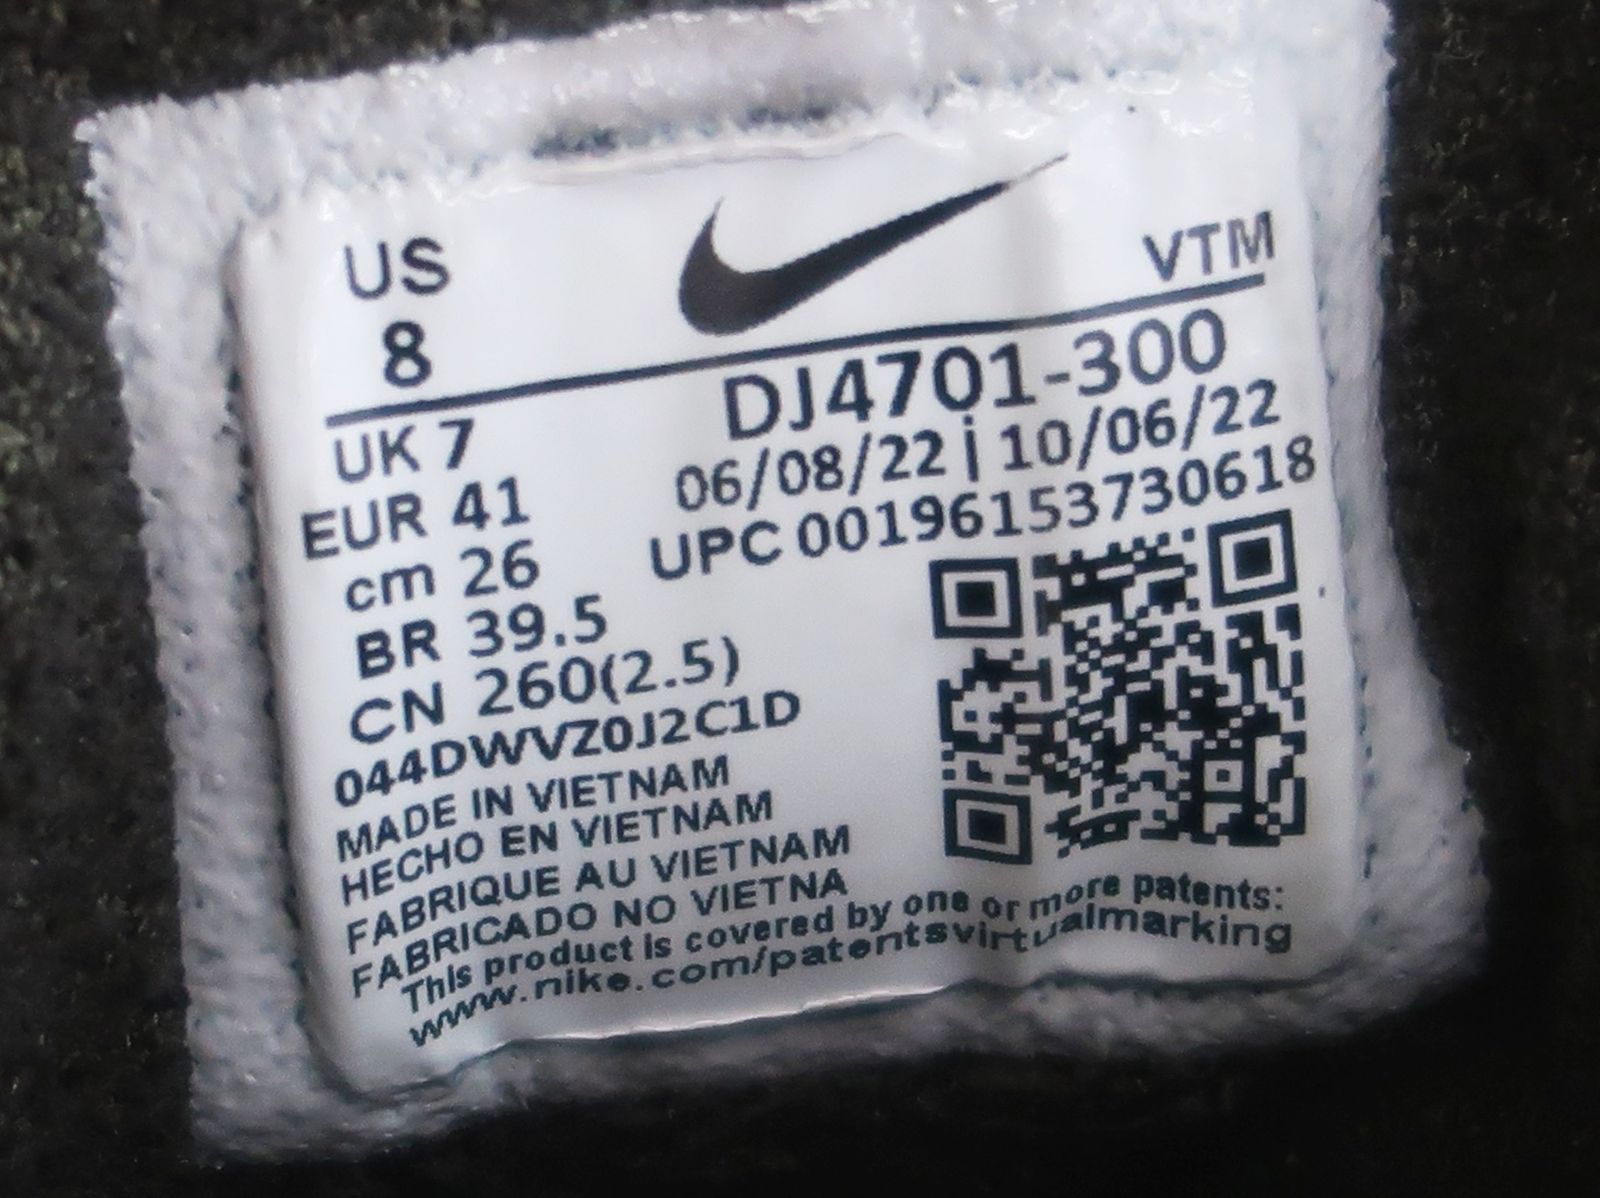 US
8
VTM
DJ4701-300
06/08/22 | 10/06/22
UPC 00196153730618
UK 7
EUR 41
cm 26
BR 39.5
CN 260(2.5)
044DWVZ0J2C1D
MADE IN VIETNAM
HECHO EN VIETNAM
FABRIQUE AU VIETNAM
FABRICADO NO VIETNA
This product is covered by one or more patents:
www.nike.com/patentsvirtualmarking